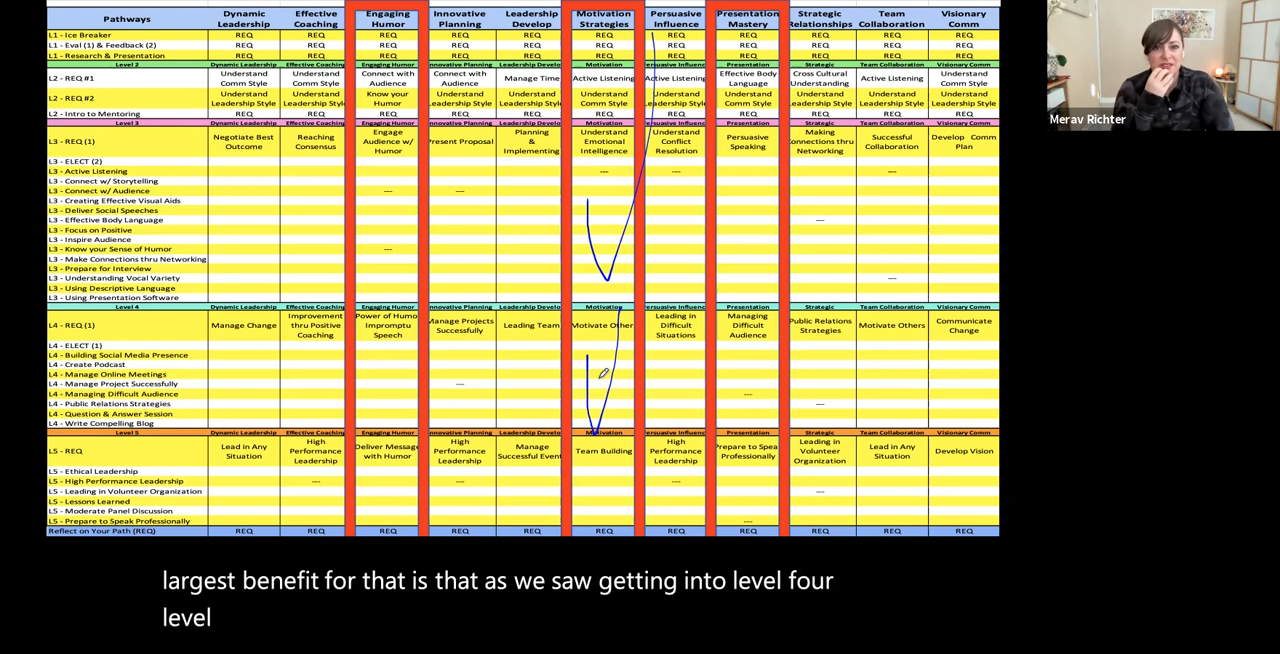 Pathways Dynamic Leadership Effective Coaching Engaging Humor Innovative Planning Leadership Develop Motivation Strategies Persuasive Influence Presentation Mastery Strategic Relationships Team Collaboration Visionary Comm
L1 - Ice Breaker REQ REQ REQ REQ REQ REQ REQ REQ REQ REQ REQ
L1 - Eval (1) & Feedback (2) REQ REQ REQ REQ REQ REQ REQ REQ REQ REQ REQ
L1 - Research & Presentation REQ REQ REQ REQ REQ REQ REQ REQ REQ REQ REQ
Level 2 Dynamic Leadership Effective Coaching Engaging Humor Innovative Planning Leadership Develo Motivation Persuasive Influenc Presentation Strategic Team Collaboration Visionary Comm
L2 - REQ #1 Understand Comm Style Understand Comm Style Connect with Audience Connect with Audience Manage Time Active Listening Active Listening Effective Body Language Cross Cultural Understanding Active Listening Understand Comm Style
L2 - REQ #2 Understand Leadership Style Understand Leadership Style Know your Humor Understand Leadership Style Understand Leadership Style Understand Comm Style Understand Leadership Style Understand Comm Style Understand Leadership Style Understand Leadership Style Understand Leadership Style
L2 - Intro to Mentoring REQ REQ REQ REQ REQ REQ REQ REQ REQ REQ REQ
Level 3 Dynamic Leadership Effective Coaching Engaging Humor Innovative Planning Leadership Develo Motivation Persuasive Influenc Presentation Strategic Team Collaboration Visionary Comm
L3 - REQ (1) Negotiate Best Outcome Reaching Consensus Engage Audience w/ Humor Present Proposal Planning & Implementing Understand Emotional Intelligence Understand Conflict Resolution Persuasive Speaking Making Connections thru Networking Successful Collaboration Develop Comm Plan
L3 - ELECT (2)
L3 - Active Listening --- --- ---
L3 - Connect w/ Storytelling
L3 - Connect w/ Audience --- ---
L3 - Creating Effective Visual Aids
L3 - Deliver Social Speeches
L3 - Effective Body Language ---
L3 - Focus on Positive
L3 - Inspire Audience
L3 - Know your Sense of Humor ---
L3 - Make Connections thru Networking
L3 - Prepare for Interview
L3 - Understanding Vocal Variety ---
L3 - Using Descriptive Language
L3 - Using Presentation Software
Level 4 Dynamic Leadership Effective Coaching Engaging Humor Innovative Planning Leadership Develo Motivation Persuasive Influenc Presentation Strategic Team Collaboration Visionary Comm
L4 - REQ (1) Manage Change Improvement thru Positive Coaching Power of Humo Impromptu Speech Manage Projects Successfully Leading Team Motivate Other Leading in Difficult Situations Managing Difficult Audience Public Relations Strategies Motivate Others Communicate Change
L4 - ELECT (1)
L4 - Building Social Media Presence
L4 - Create Podcast
L4 - Manage Online Meetings
L4 - Manage Project Successfully ---
L4 - Managing Difficult Audience ---
L4 - Public Relations Strategies ---
L4 - Question & Answer Session
L4 - Write Compelling Blog
Level 5 Dynamic Leadership Effective Coaching Engaging Humor Innovative Planning Leadership Develo Motivation Persuasive Influenc Presentation Strategic Team Collaboration Visionary Comm
L5 - REQ Lead in Any Situation High Performance Leadership Deliver Message with Humor High Performance Leadership Manage Successful Event Team Building High Performance Leadership Prepare to Spea Professionally Leading in Volunteer Organization Lead in Any Situation Develop Vision
L5 - Ethical Leadership
L5 - High Performance Leadership --- --- ---
L5 - Leading in Volunteer Organization ---
L5 - Lessons Learned
L5 - Moderate Panel Discussion
L5 - Prepare to Speak Professionally ---
Reflect on Your Path (REQ) REQ REQ REQ REQ REQ REQ REQ REQ REQ REQ REQ
Merav Richter
largest benefit for that is that as we saw getting into level four
level